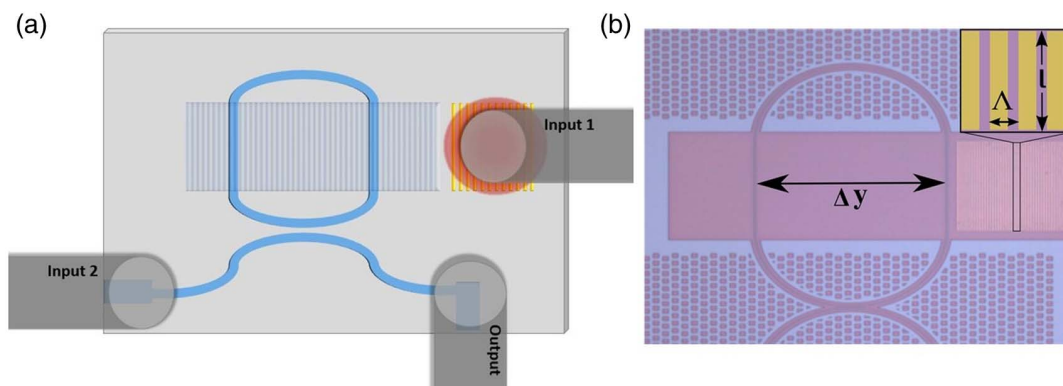 (a)
Input 1
Input 2
Output
(b)
Λ
ι
Δy